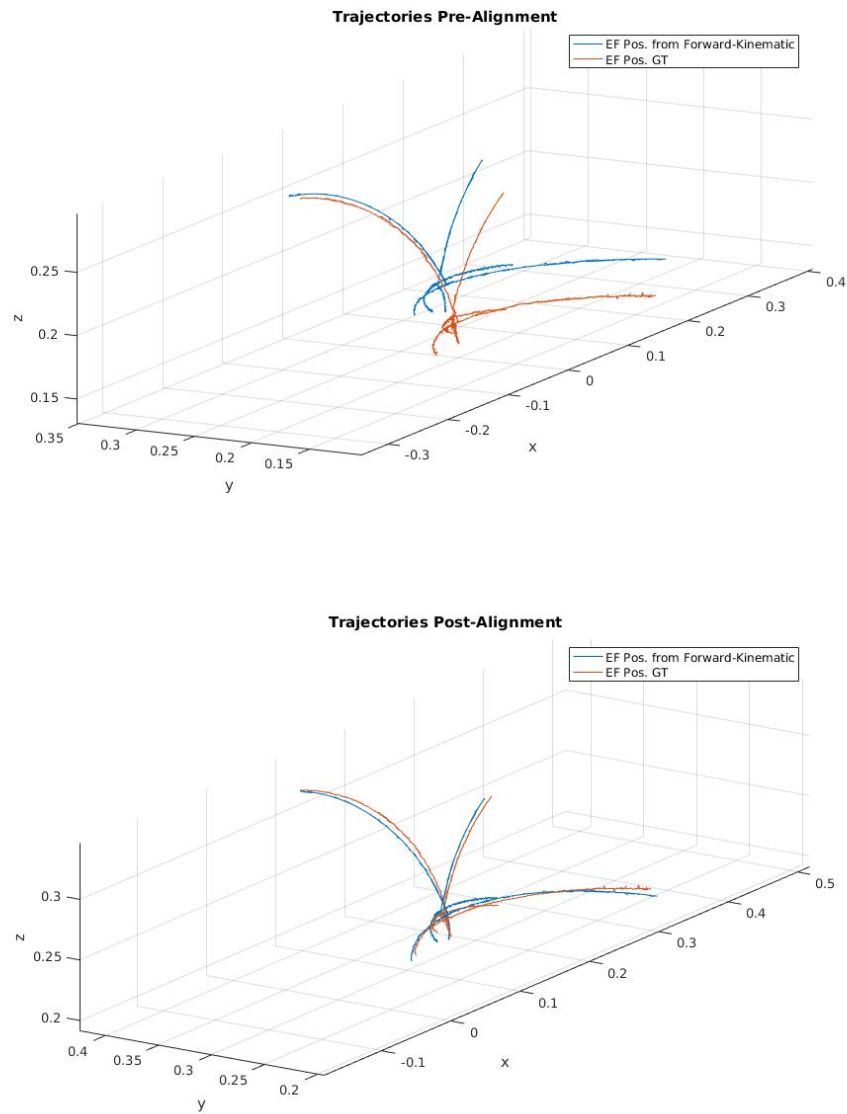 Trajectories Pre-Alignment
EF Pos. from Forward-Kinematic
EF Pos. GT
0.25
0.2
0.15
z
0.35
0.3
0.25
0.2
0.15
y
-0.3
-0.2
-0.1
0
0.1
0.2
0.3
0.4
x
Trajectories Post-Alignment
EF Pos. from Forward-Kinematic
EF Pos. GT
0.3
0.25
0.2
z
0.4
0.35
0.3
0.25
0.2
y
-0.1
0
0.1
0.2
0.3
0.4
0.5
x